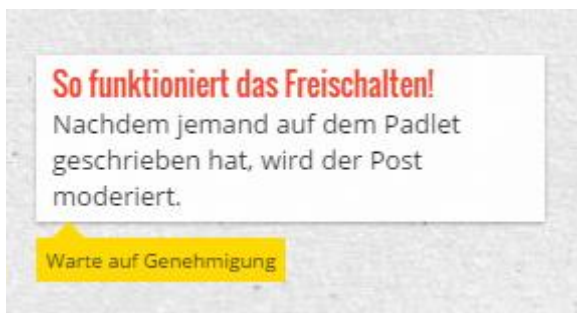 So funktioniert das Freischalten!
Nachdem jemand auf dem Padlet
geschrieben hat, wird der Post
moderiert.
Warte auf Genehmigung